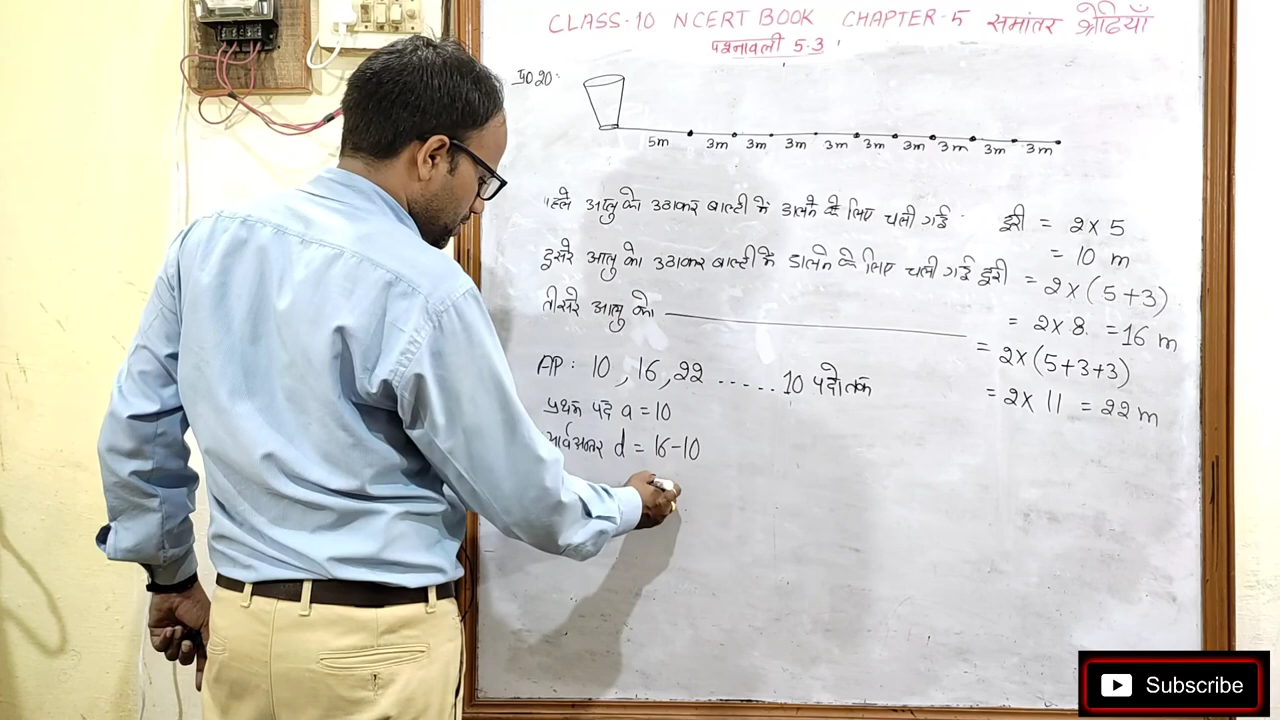 CLASS-10 NCERT BOOK CHAPTER-5 समांतर श्रेढियाँ
प्रश्नावली 5.3
प्र० 20:
5m 3m 3m 3m 3m 3m 3m 3m 3m 3m
पहले आलु को उठाकर बाल्टी में डालने के लिए चली गई दूरी = 2×5
= 10 m
दुसरे आलु को उठाकर बाल्टी में डालने के लिए चली गई दूरी = 2×(5+3)
= 2×8 = 16 m
तीसरे आलु को = 2×(5+3+3)
= 2×11 = 22m
AP: 10, 16, 22 ...... 10 पदो तक
प्रथम पद a = 10
सार्वअन्तर d = 16-10
Subscribe